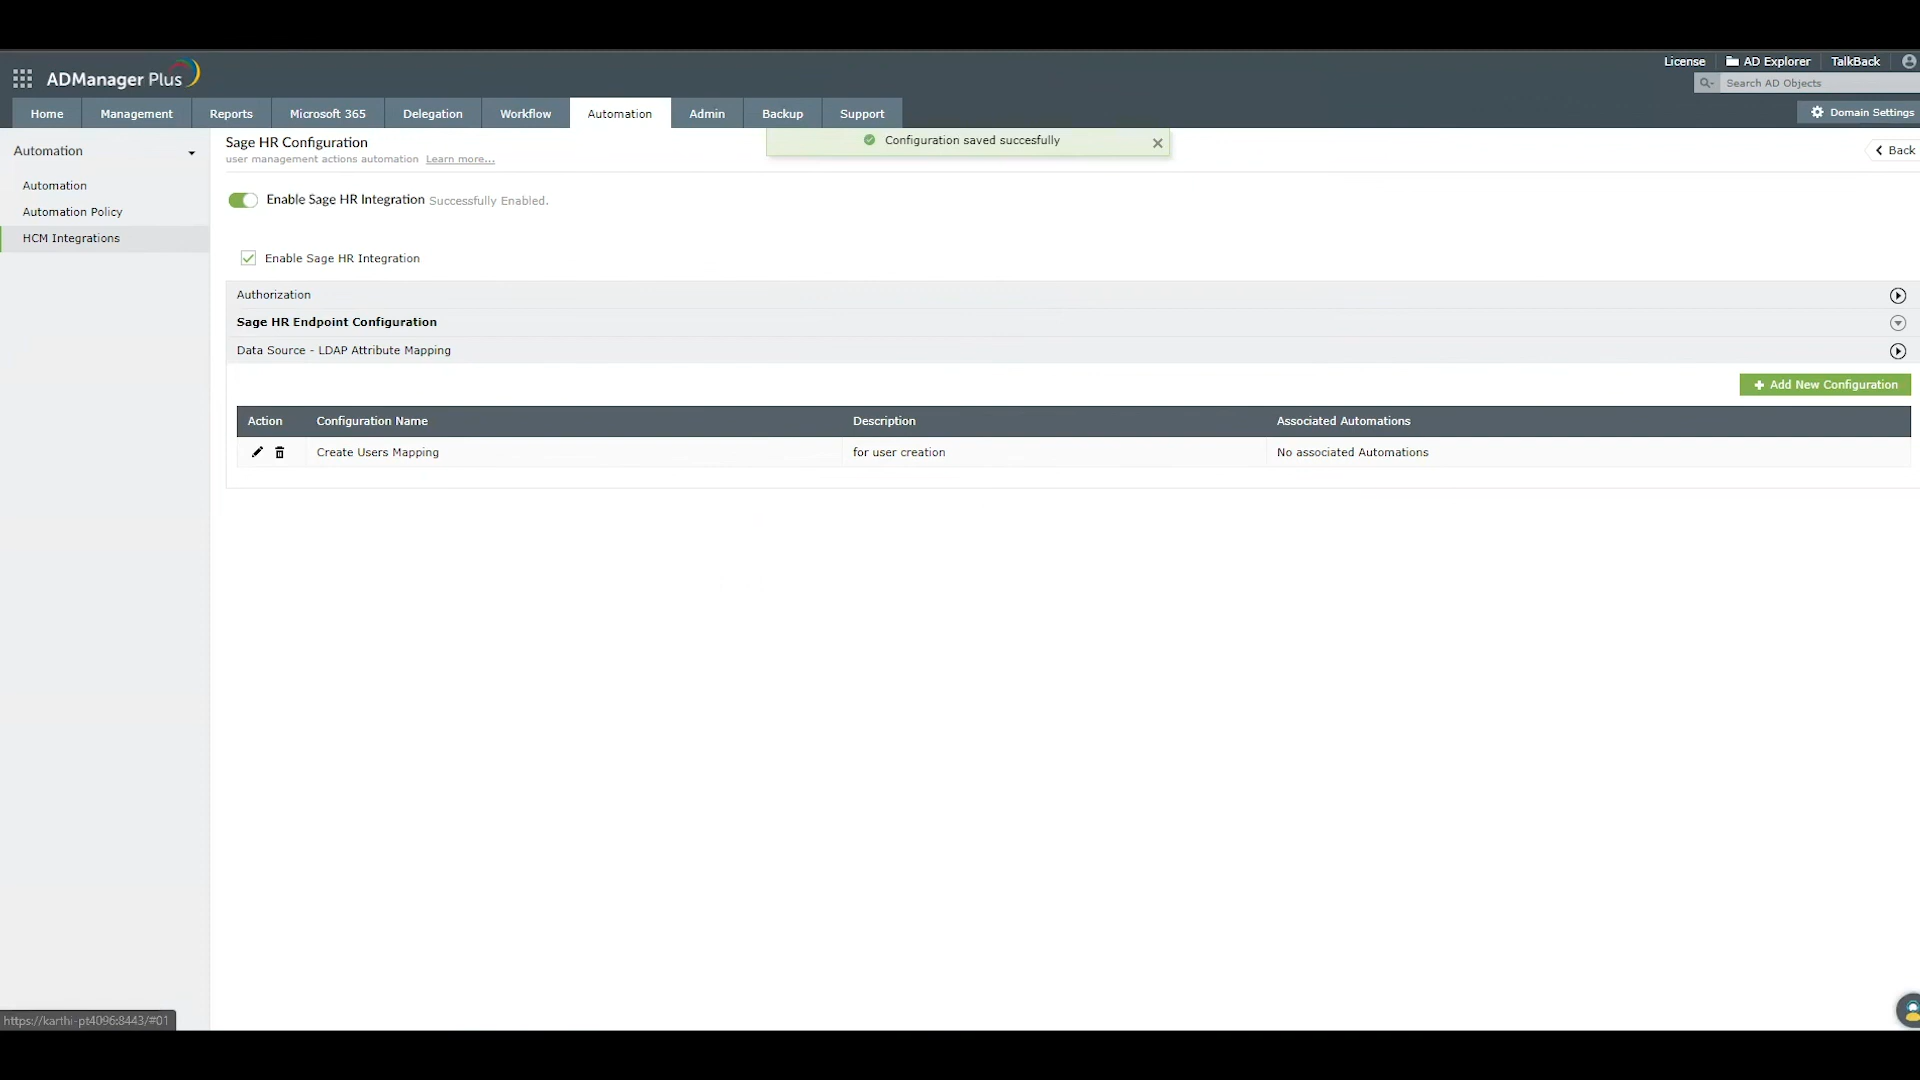 License
AD Explorer
TalkBack
ADManager Plus
Search AD Objects
Home
Management
Reports
Microsoft 365
Delegation
Workflow
Automation
Admin
Backup
Support
Domain Settings
Automation
Automation
Automation Policy
HCM Integrations
Sage HR Configuration
user management actions automation Learn more...
Configuration saved succesfully
Back
Enable Sage HR Integration Successfully Enabled.
Enable Sage HR Integration
Authorization
Sage HR Endpoint Configuration
Data Source - LDAP Attribute Mapping
Add New Configuration
Action Configuration Name Description Associated Automations
Create Users Mapping for user creation No associated Automations
https://karthi-pt4096:8443/#01